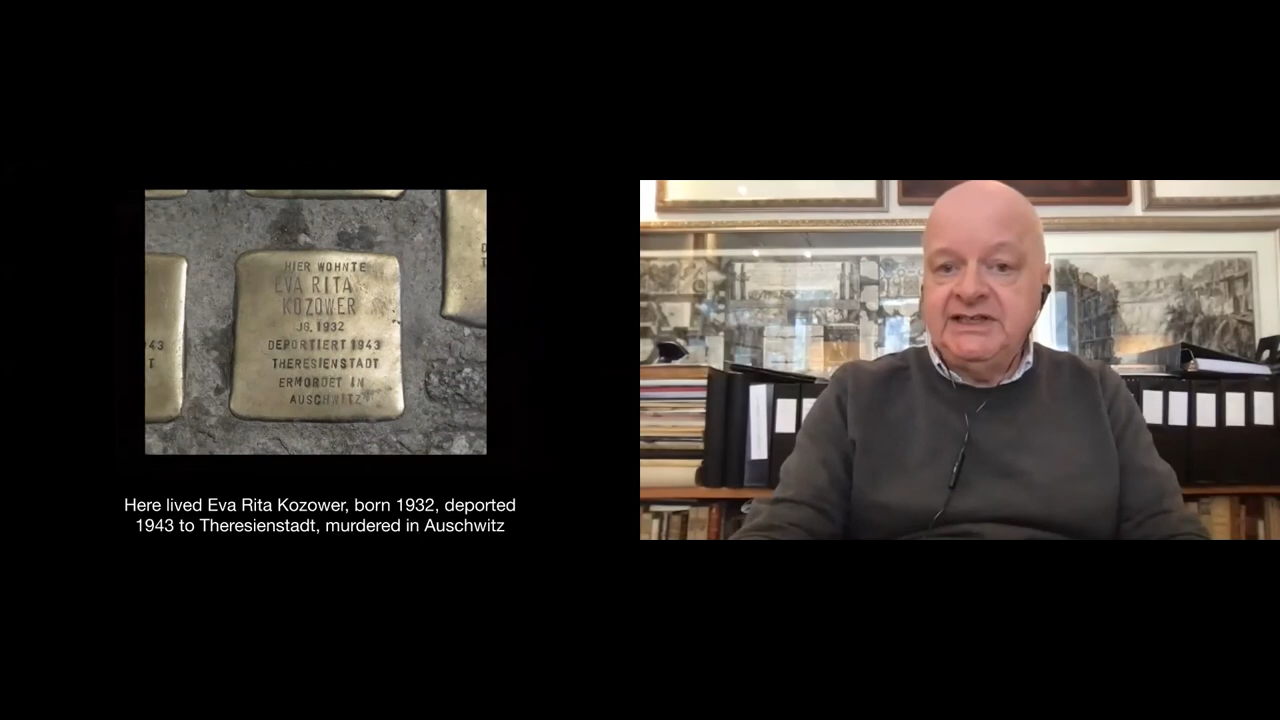 HIER WOHNTE
EVA RITA
KOZOWER
JG. 1932
DEPORTIERT 1943
THERESIENSTADT
ERMORDET IN
AUSCHWITZ
43
T
Here lived Eva Rita Kozower, born 1932, deported
1943 to Theresienstadt, murdered in Auschwitz